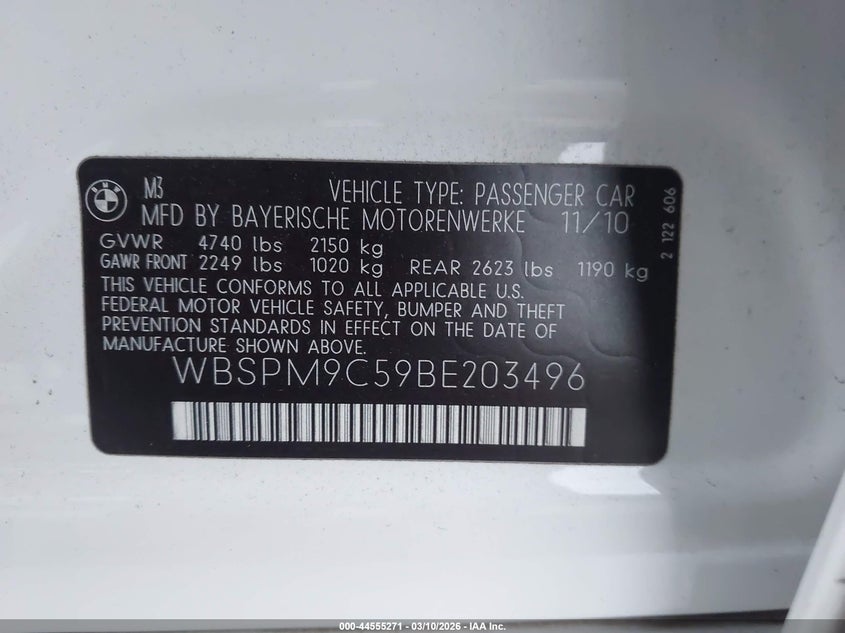 BMW
M3 VEHICLE TYPE: PASSENGER CAR
MFD BY BAYERISCHE MOTORENWERKE 11/10
GVWR 4740 lbs 2150 kg
GAWR FRONT 2249 lbs 1020 kg REAR 2623 lbs 1190 kg
THIS VEHICLE CONFORMS TO ALL APPLICABLE U.S.
FEDERAL MOTOR VEHICLE SAFETY, BUMPER AND THEFT
PREVENTION STANDARDS IN EFFECT ON THE DATE OF
MANUFACTURE SHOWN ABOVE.
WBSPM9C59BE203496
2 122 606
000-44555271 - 03/10/2026 - IAA Inc.